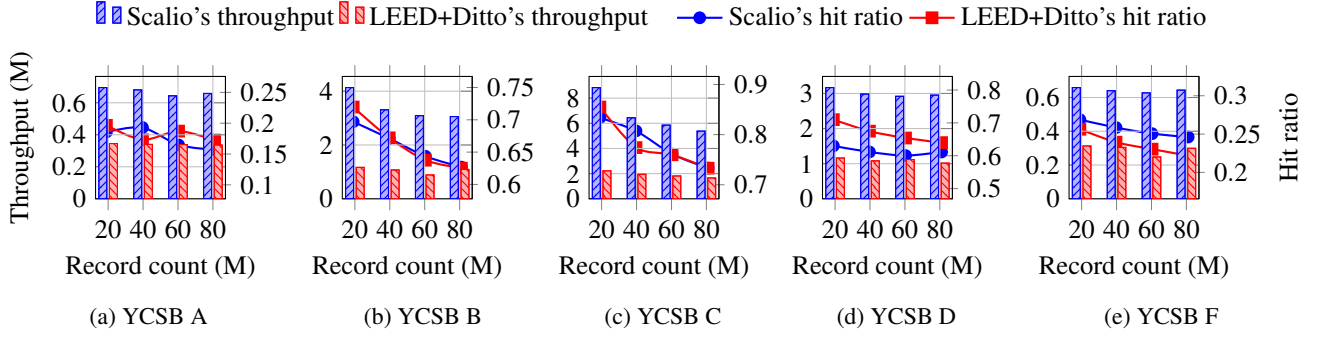 Scalio's throughput LEED+Ditto's throughput Scalio's hit ratio LEED+Ditto's hit ratio
Throughput (M)
0.6
0.4
0.2
0
0.25
0.2
0.15
0.1
20 40 60 80
Record count (M)
(a) YCSB A
4
2
0
0.75
0.7
0.65
0.6
20 40 60 80
Record count (M)
(b) YCSB B
8
6
4
2
0
0.9
0.8
0.7
20 40 60 80
Record count (M)
(c) YCSB C
3
2
1
0
0.8
0.7
0.6
0.5
20 40 60 80
Record count (M)
(d) YCSB D
0.6
0.4
0.2
0
0.3
0.25
0.2
20 40 60 80
Record count (M)
(e) YCSB F
Hit ratio